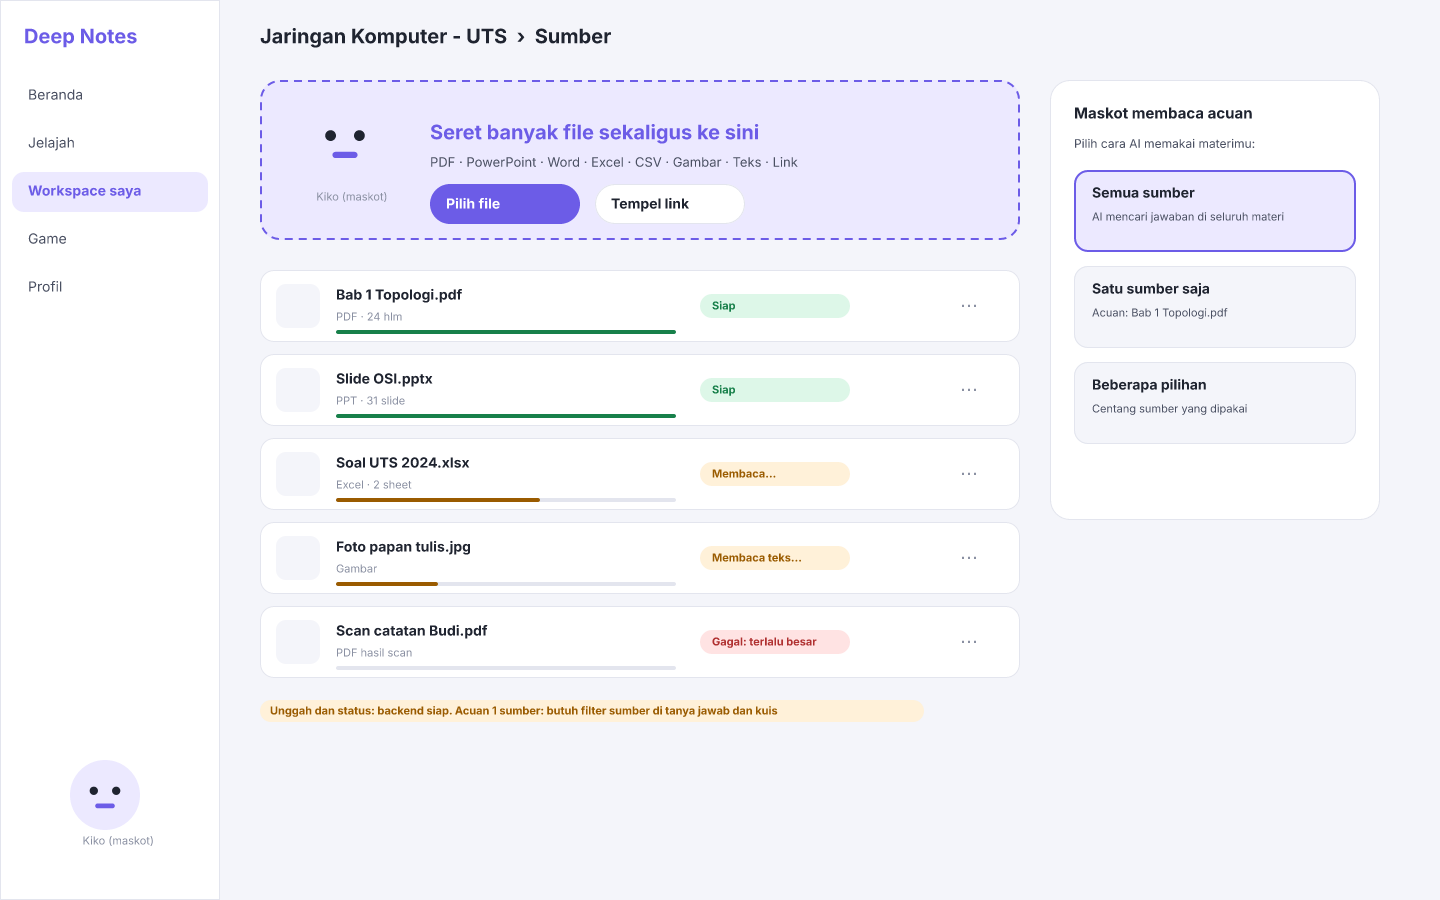 Deep Notes
Beranda
Jelajah
Workspace saya
Game
Profil
Kiko (maskot)
Jaringan Komputer - UTS › Sumber
Seret banyak file sekaligus ke sini
PDF · PowerPoint · Word · Excel · CSV · Gambar · Teks · Link
Kiko (maskot)
Pilih file
Tempel link
Bab 1 Topologi.pdf
PDF · 24 hlm
Siap
...
Slide OSI.pptx
PPT · 31 slide
Siap
...
Soal UTS 2024.xlsx
Excel · 2 sheet
Membaca...
...
Foto papan tulis.jpg
Gambar
Membaca teks...
...
Scan catatan Budi.pdf
PDF hasil scan
Gagal: terlalu besar
...
Unggah dan status: backend siap. Acuan 1 sumber: butuh filter sumber di tanya jawab dan kuis
Maskot membaca acuan
Pilih cara AI memakai materimu:
Semua sumber
AI mencari jawaban di seluruh materi
Satu sumber saja
Acuan: Bab 1 Topologi.pdf
Beberapa pilihan
Centang sumber yang dipakai